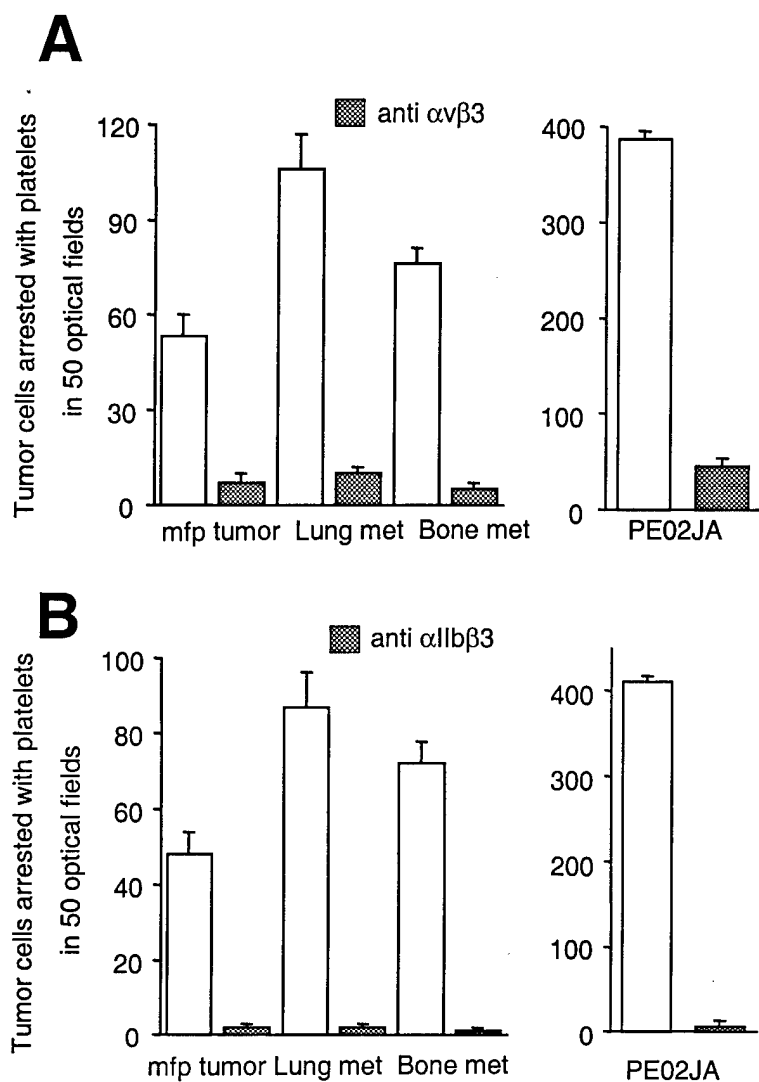 A
anti αvβ3
Tumor cells arrested with platelets
in 50 optical fields
120
90
60
30
0
mfp tumor Lung met Bone met
400
300
200
100
0
PE02JA
B
anti αIIbβ3
Tumor cells arrested with platelets
in 50 optical fields
100
80
60
40
20
0
mfp tumor Lung met Bone met
400
300
200
100
0
PE02JA